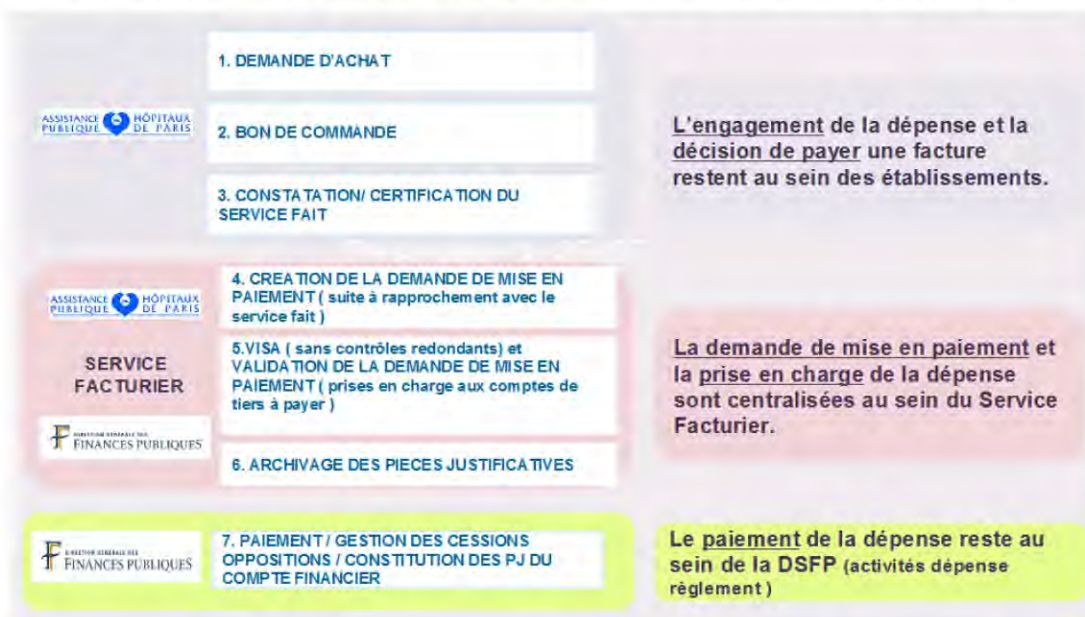 1. DEMANDE D'ACHAT
ASSISTANCE HÔPITAUX
PUBLIQUE DE PARIS
2. BON DE COMMANDE
3. CONSTATATION/ CERTIFICATION DU
SERVICE FAIT
L'engagement de la dépense et la
décision de payer une facture
restent au sein des établissements.
ASSISTANCE HÔPITAUX
PUBLIQUE DE PARIS
SERVICE
FACTURIER
DIRECTION GÉNÉRALE DES
FINANCES PUBLIQUES
4. CREATION DE LA DEMANDE DE MISE EN
PAIEMENT ( suite à rapprochement avec le
service fait )
5.VISA ( sans contrôles redondants) et
VALIDATION DE LA DEMANDE DE MISE EN
PAIEMENT ( prises en charge aux comptes de
tiers à payer )
6. ARCHIVAGE DES PIECES JUSTIFICATIVES
La demande de mise en paiement et
la prise en charge de la dépense
sont centralisées au sein du Service
Facturier.
DIRECTION GÉNÉRALE DES
FINANCES PUBLIQUES
7. PAIEMENT / GESTION DES CESSIONS
OPPOSITIONS / CONSTITUTION DES PJ DU
COMPTE FINANCIER
Le paiement de la dépense reste au
sein de la DSFP (activités dépense
règlement )